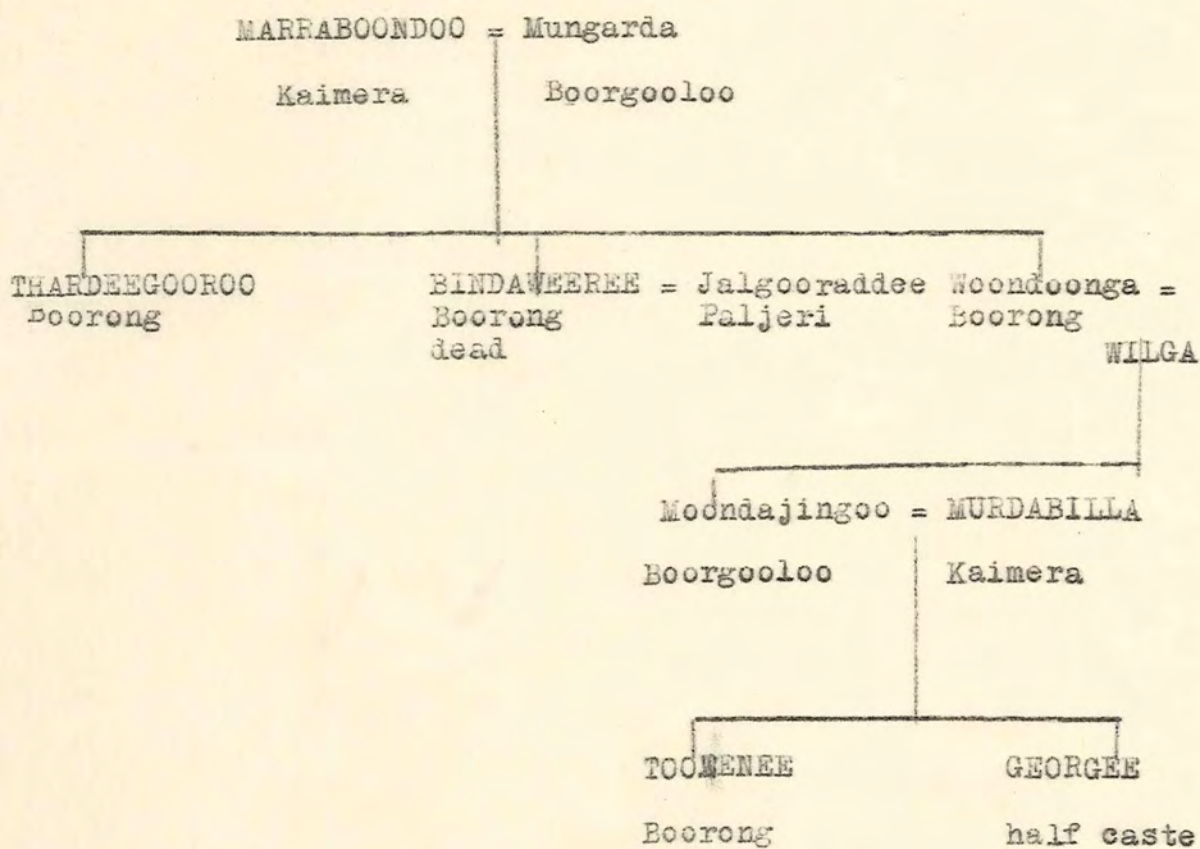 MARRABOONDOO = Mungarda
Kaimera Boorgooloo
THARDEEGOOROO BINDAWEEREE = Jalgooraddee Woondoonga =
Boorong Boorong Paljeri Boorong
dead WILGA
Moondajingoo = MURDABILLA
Boorgooloo Kaimera
GEORGEE
Boorong half caste